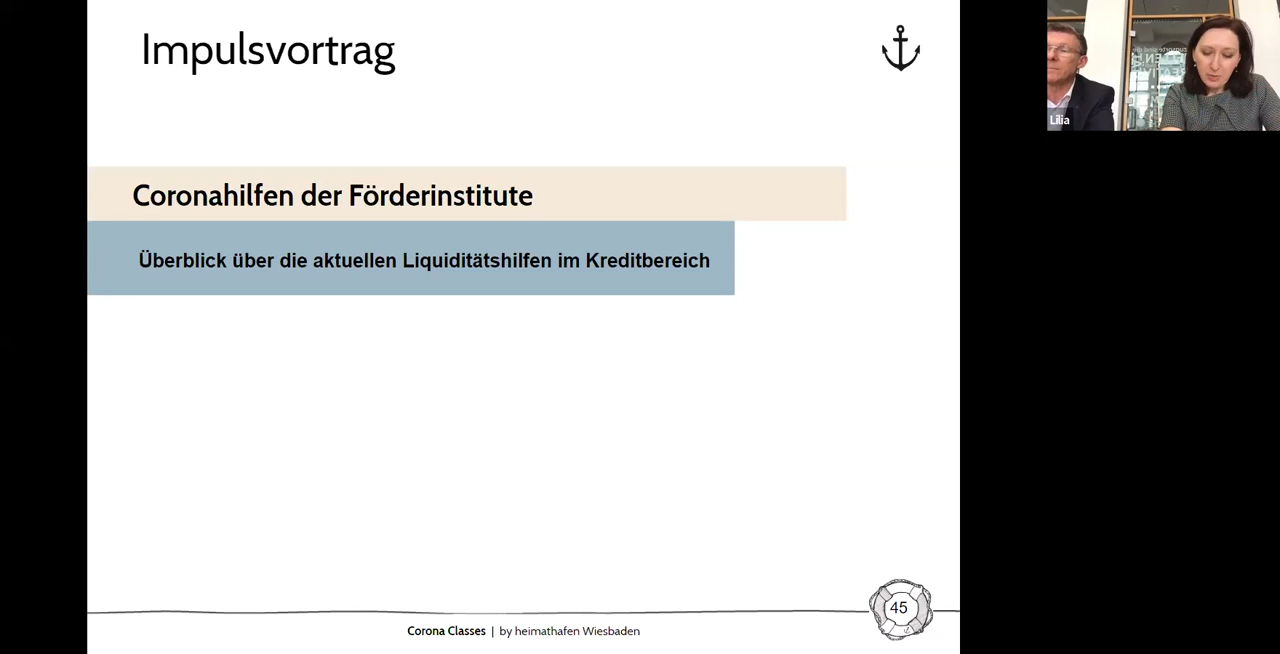 Impulsvortrag
Coronahilfen der Förderinstitute
Überblick über die aktuellen Liquiditätshilfen im Kreditbereich
45
Corona Classes | by heimathafen Wiesbaden
Lilia